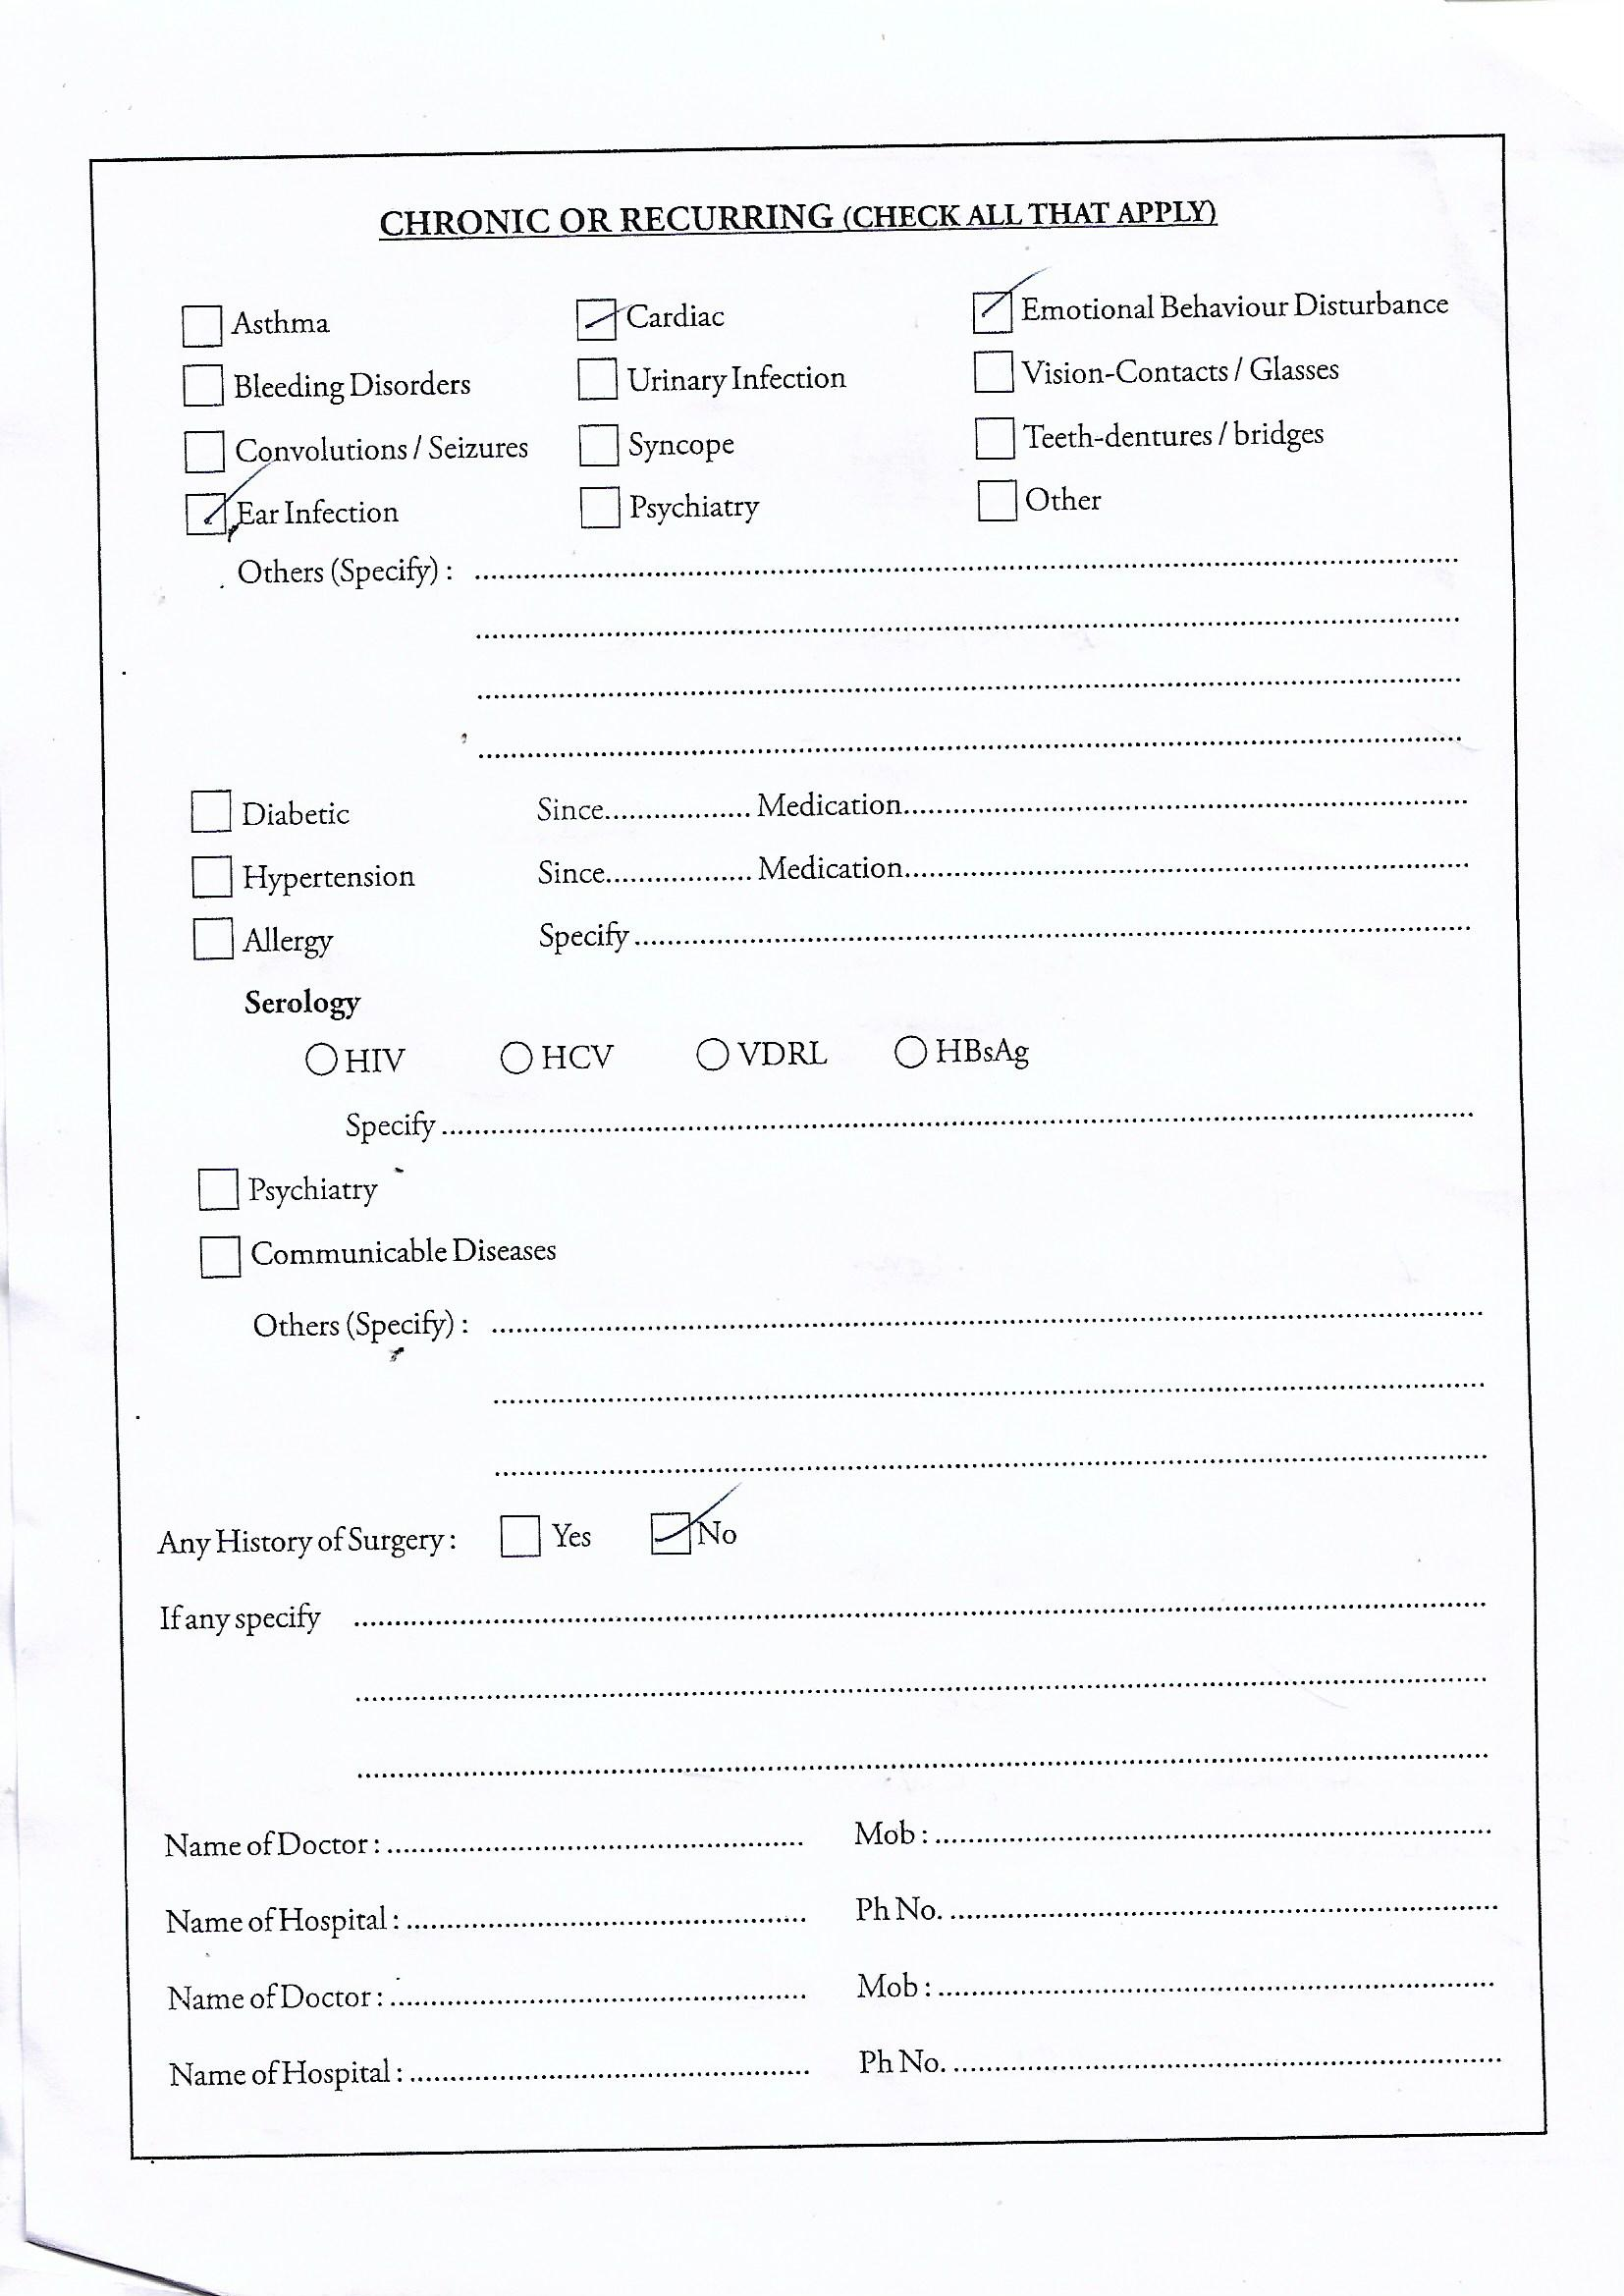 CHRONIC OR RECURRING (CHECK ALL THAT APPLY)
Asthma Cardiac Emotional Behaviour Disturbance
Bleeding Disorders Urinary Infection Vision-Contacts / Glasses
Convolutions / Seizures Syncope Teeth-dentures / bridges
Ear Infection Psychiatry Other
Others (Specify) :
Diabetic Since.................. Medication..................
Hypertension Since.................. Medication..................
Allergy Specify..................
Serology
HIV HCV VDRL HBsAg
Specify..................
Psychiatry
Communicable Diseases
Others (Specify) :
Any History of Surgery : Yes No
If any specify
Name of Doctor : .................. Mob : ..................
Name of Hospital : .................. Ph No. ..................
Name of Doctor : .................. Mob : ..................
Name of Hospital : .................. Ph No. ..................